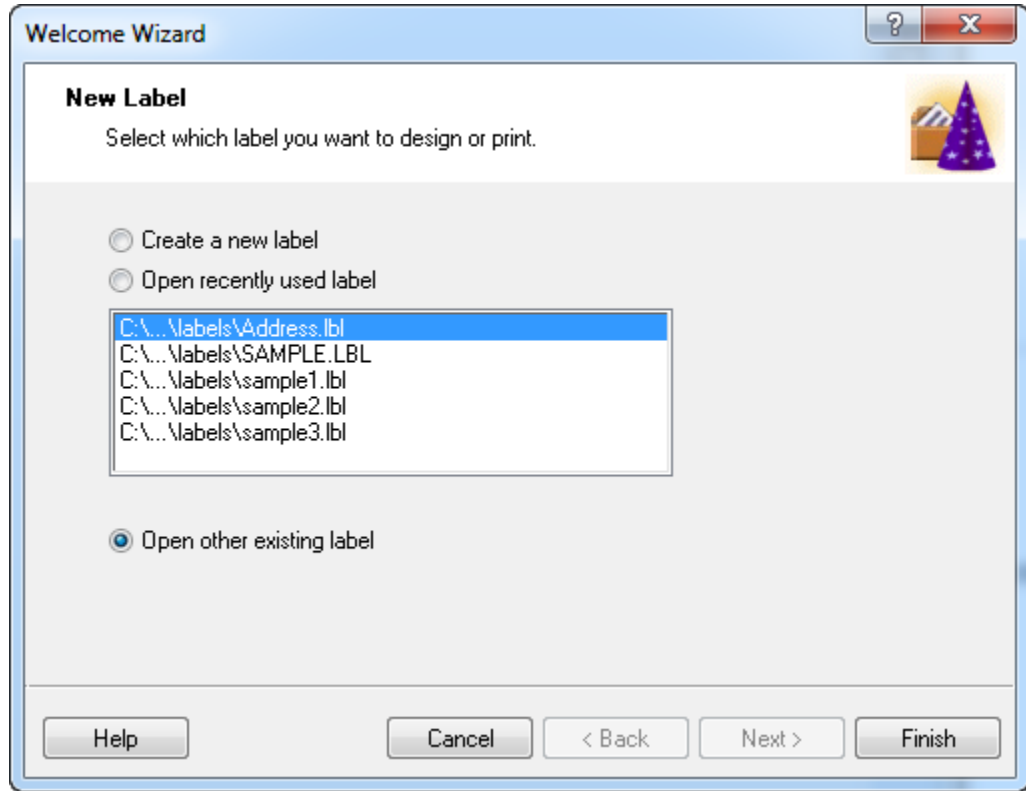 Welcome Wizard
New Label
Select which label you want to design or print.
Create a new label
Open recently used label
C:\...\labels\Address.lbl
C:\...\labels\SAMPLE.LBL
C:\...\labels\sample1.lbl
C:\...\labels\sample2.lbl
C:\...\labels\sample3.lbl
Open other existing label
Help Cancel < Back Next > Finish